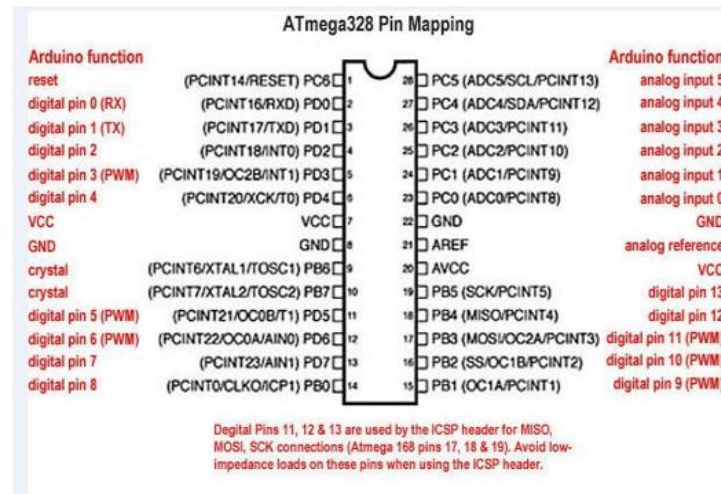 ATmega328 Pin Mapping
Arduino function
Arduino function
reset (PCINT14/RESET) PC6 1 28 PC5 (ADC5/SCL/PCINT13) analog input 5
digital pin 0 (RX) (PCINT16/RXD) PD0 2 27 PC4 (ADC4/SDA/PCINT12) analog input 4
digital pin 1 (TX) (PCINT17/TXD) PD1 3 26 PC3 (ADC3/PCINT11) analog input 3
digital pin 2 (PCINT18/INT0) PD2 4 25 PC2 (ADC2/PCINT10) analog input 2
digital pin 3 (PWM) (PCINT19/OC2B/INT1) PD3 5 24 PC1 (ADC1/PCINT9) analog input 1
digital pin 4 (PCINT20/XCK/T0) PD4 6 23 PC0 (ADC0/PCINT8) analog input 0
VCC VCC 7 22 GND GND
GND GND 8 21 AREF analog reference
crystal (PCINT6/XTAL1/TOSC1) PB6 9 20 AVCC VCC
crystal (PCINT7/XTAL2/TOSC2) PB7 10 19 PB5 (SCK/PCINT5) digital pin 13
digital pin 5 (PWM) (PCINT21/OC0B/T1) PD5 11 18 PB4 (MISO/PCINT4) digital pin 12
digital pin 6 (PWM) (PCINT22/OC0A/AIN0) PD6 12 17 PB3 (MOSI/OC2A/PCINT3) digital pin 11 (PWM)
digital pin 7 (PCINT23/AIN1) PD7 13 16 PB2 (SS/OC1B/PCINT2) digital pin 10 (PWM)
digital pin 8 (PCINT0/CLKO/ICP1) PB0 14 15 PB1 (OC1A/PCINT1) digital pin 9 (PWM)
Degital Pins 11, 12 & 13 are used by the ICSP header for MISO,
MOSI, SCK connections (Atmega 168 pins 17, 18 & 19). Avoid low-
impedance loads on these pins when using the ICSP header.